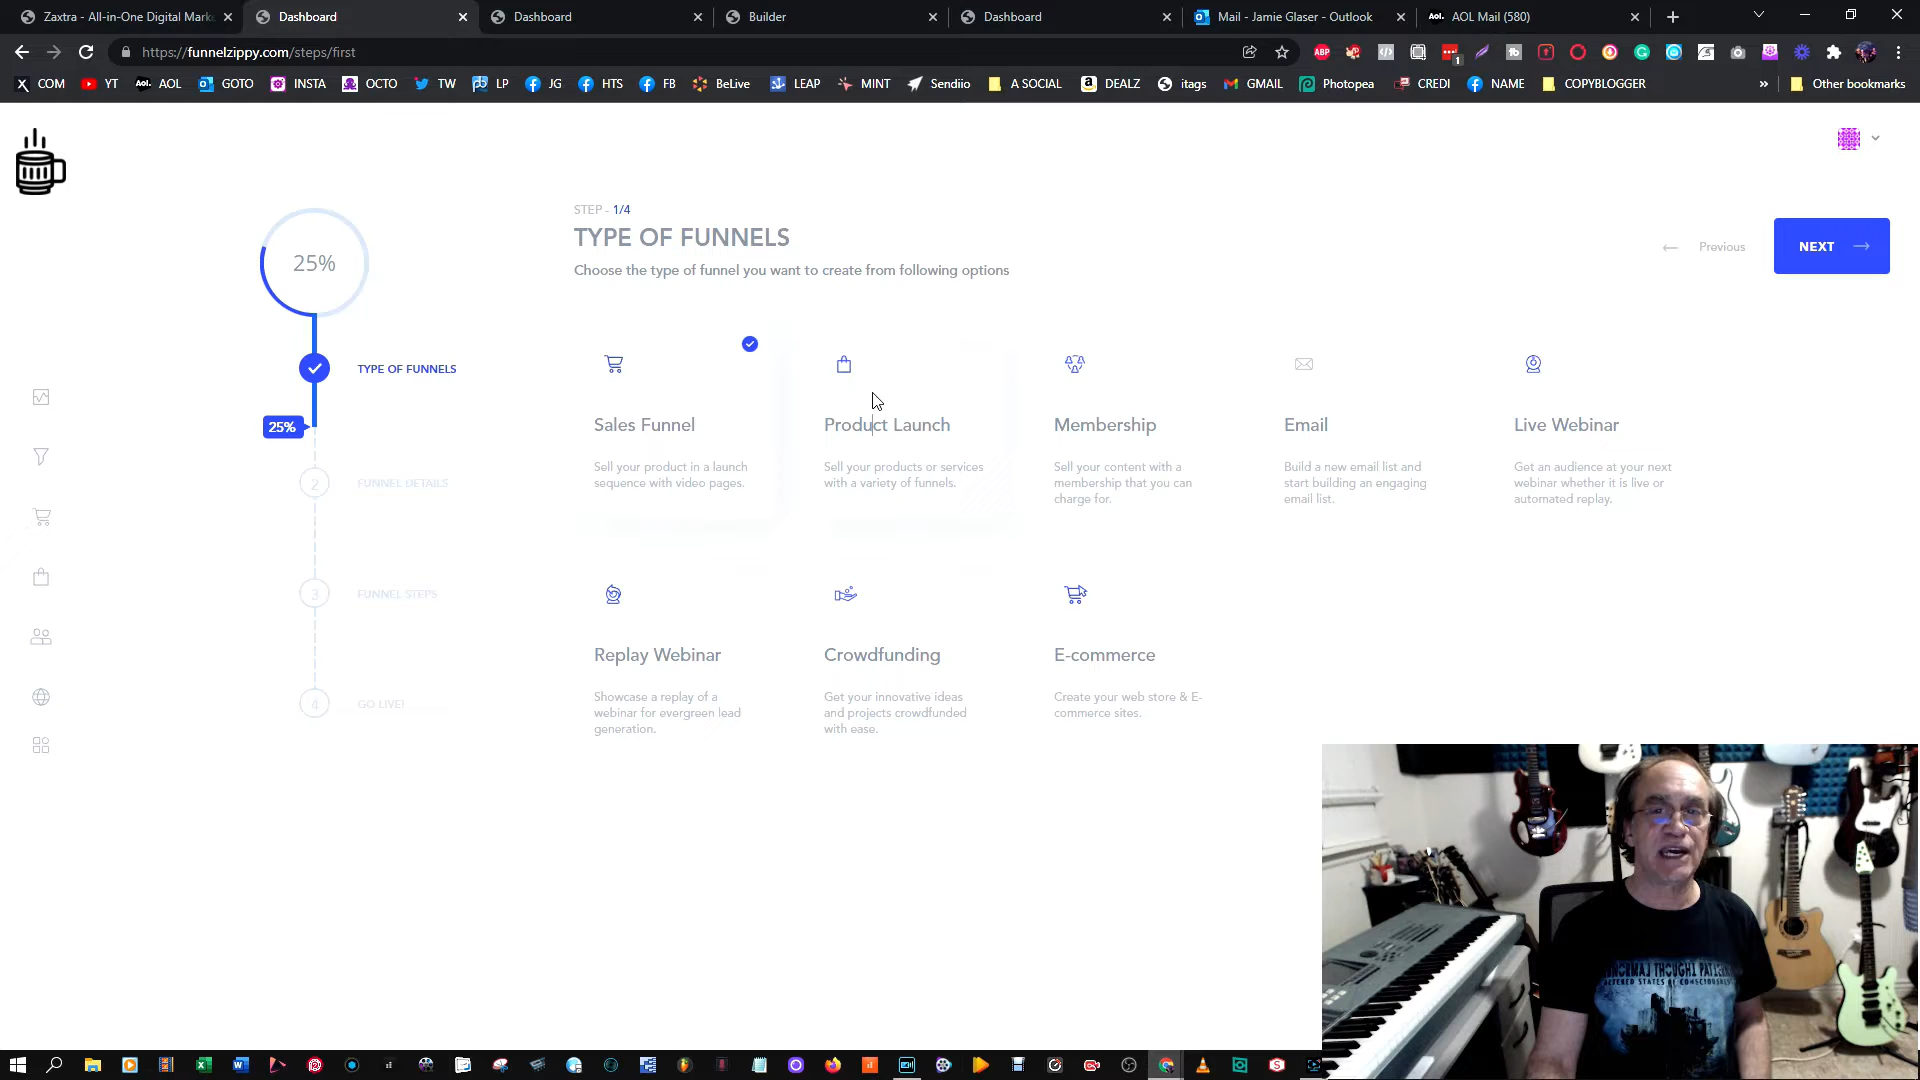 Zaxtra - All-in-One Digital Mark
Dashboard
Dashboard
Builder
Dashboard
Mail - Jamie Glaser - Outlook
Aol.
AOL Mail (580)
https://funnelzippy.com/steps/first
ABP
1
COM
YT
Aol.
AOL
GOTO
INSTA
OCTO
TW
LP
JG
HTS
FB
BeLive
LEAP
MINT
Sendiio
A SOCIAL
DEALZ
itags
GMAIL
Photopea
CREDI
NAME
COPYBLOGGER
»
Other bookmarks
25%
STEP - 1/4
TYPE OF FUNNELS
Choose the type of funnel you want to create from following options
Previous
NEXT
TYPE OF FUNNELS
25%
2
FUNNEL DETAILS
3
FUNNEL STEPS
4
GO LIVE!
Sales Funnel
Sell your product in a launch
sequence with video pages.
Product Launch
Sell your products or services
with a variety of funnels.
Membership
Sell your content with a
membership that you can
charge for.
Email
Build a new email list and
start building an engaging
email list.
Live Webinar
Get an audience at your next
webinar whether it is live or
automated replay.
Replay Webinar
Showcase a replay of a
webinar for evergreen lead
generation.
Crowdfunding
Get your innovative ideas
and projects crowdfunded
with ease.
E-commerce
Create your web store & E-
commerce sites.